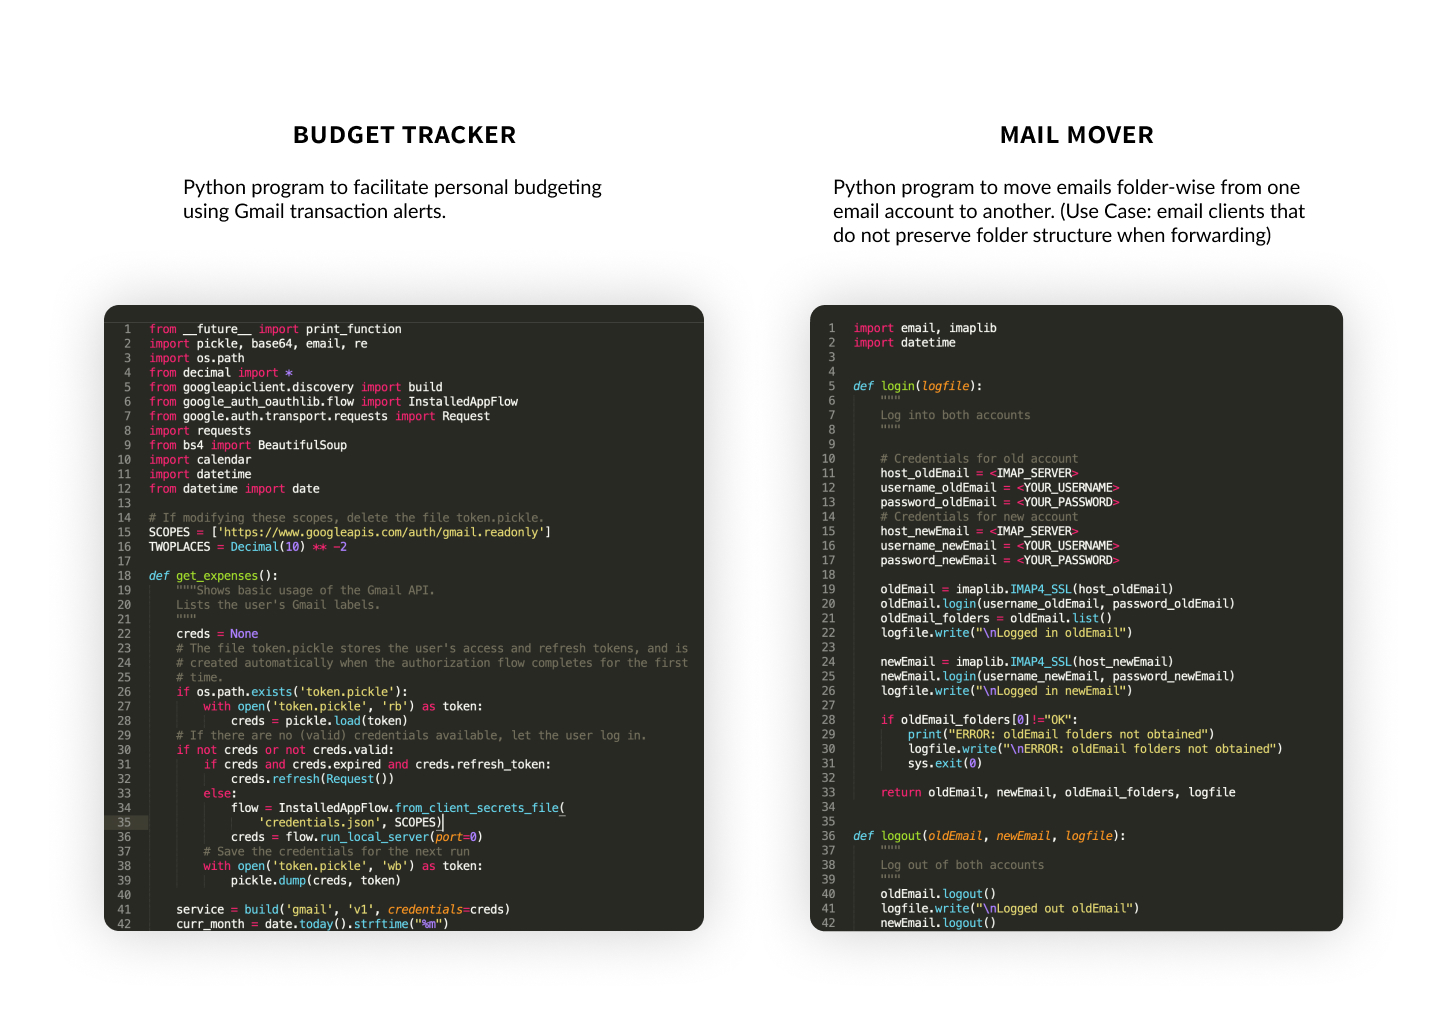 BUDGET TRACKER
Python program to facilitate personal budgeting
using Gmail transaction alerts.
1 from __future__ import print_function
2 import pickle, base64, email, re
3 import os.path
4 from decimal import *
5 from googleapiclient.discovery import build
6 from google_auth_oauthlib.flow import InstalledAppFlow
7 from google.auth.transport.requests import Request
8 import requests
9 from bs4 import BeautifulSoup
10 import calendar
11 import datetime
12 from datetime import date
13
14 # If modifying these scopes, delete the file token.pickle.
15 SCOPES = ['https://www.googleapis.com/auth/gmail.readonly']
16 TWOPLACES = Decimal(10) ** -2
17
18 def get_expenses():
19     """Shows basic usage of the Gmail API.
20     Lists the user's Gmail labels.
21     """
22     creds = None
23     # The file token.pickle stores the user's access and refresh tokens, and is
24     # created automatically when the authorization flow completes for the first
25     # time.
26     if os.path.exists('token.pickle'):
27         with open('token.pickle', 'rb') as token:
28             creds = pickle.load(token)
29     # If there are no (valid) credentials available, let the user log in.
30     if not creds or not creds.valid:
31         if creds and creds.expired and creds.refresh_token:
32             creds.refresh(Request())
33         else:
34             flow = InstalledAppFlow.from_client_secrets_file(
35                 'credentials.json', SCOPES)
36             creds = flow.run_local_server(port=0)
37         # Save the credentials for the next run
38         with open('token.pickle', 'wb') as token:
39             pickle.dump(creds, token)
40
41     service = build('gmail', 'v1', credentials=creds)
42     curr_month = date.today().strftime("%m")
MAIL MOVER
Python program to move emails folder-wise from one
email account to another. (Use Case: email clients that
do not preserve folder structure when forwarding)
1 import email, imaplib
2 import datetime
3
4
5 def login(logfile):
6     """
7     Log into both accounts
8     """
9
10     # Credentials for old account
11     host_oldEmail = <IMAP_SERVER>
12     username_oldEmail = <YOUR_USERNAME>
13     password_oldEmail = <YOUR_PASSWORD>
14     # Credentials for new account
15     host_newEmail = <IMAP_SERVER>
16     username_newEmail = <YOUR_USERNAME>
17     password_newEmail = <YOUR_PASSWORD>
18
19     oldEmail = imaplib.IMAP4_SSL(host_oldEmail)
20     oldEmail.login(username_oldEmail, password_oldEmail)
21     oldEmail_folders = oldEmail.list()
22     logfile.write("\nLogged in oldEmail")
23
24     newEmail = imaplib.IMAP4_SSL(host_newEmail)
25     newEmail.login(username_newEmail, password_newEmail)
26     logfile.write("\nLogged in newEmail")
27
28     if oldEmail_folders[0]!="OK":
29         print("ERROR: oldEmail folders not obtained")
30         logfile.write("\nERROR: oldEmail folders not obtained")
31         sys.exit(0)
32
33     return oldEmail, newEmail, oldEmail_folders, logfile
34
35
36 def logout(oldEmail, newEmail, logfile):
37     """
38     Log out of both accounts
39     """
40     oldEmail.logout()
41     logfile.write("\nLogged out oldEmail")
42     newEmail.logout()